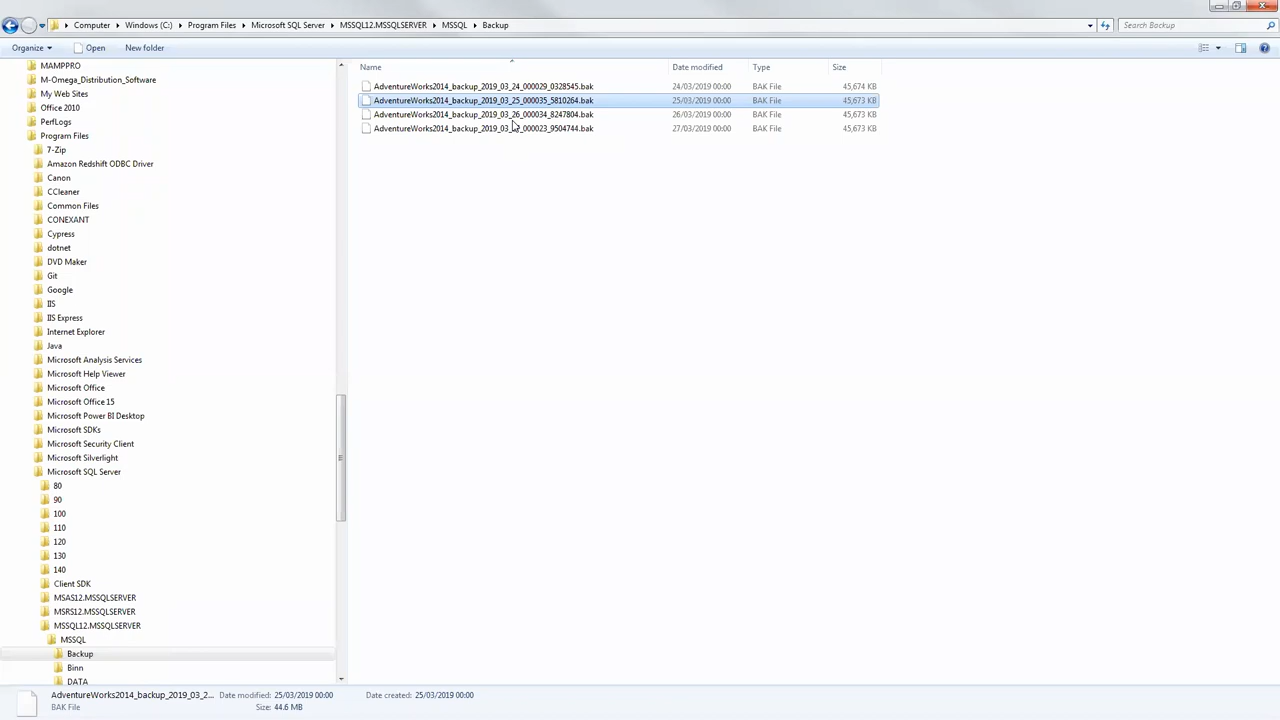 Computer Windows (C:) Program Files Microsoft SQL Server MSSQL12.MSSQLSERVER MSSQL Backup Search Backup
Organize Open New folder
MAMPPRO
M-Omega_Distribution_Software
My Web Sites
Office 2010
PerfLogs
Program Files
7-Zip
Amazon Redshift ODBC Driver
Canon
CCleaner
Common Files
CONEXANT
Cypress
dotnet
DVD Maker
Git
Google
IIS
IIS Express
Internet Explorer
Java
Microsoft Analysis Services
Microsoft Help Viewer
Microsoft Office
Microsoft Office 15
Microsoft Power BI Desktop
Microsoft SDKs
Microsoft Security Client
Microsoft Silverlight
Microsoft SQL Server
80
90
100
110
120
130
140
Client SDK
MSAS12.MSSQLSERVER
MSRS12.MSSQLSERVER
MSSQL12.MSSQLSERVER
MSSQL
Backup
Binn
DATA
Name Date modified Type Size
AdventureWorks2014_backup_2019_03_24_000029_0328545.bak 24/03/2019 00:00 BAK File 45,674 KB
AdventureWorks2014_backup_2019_03_25_000035_5810264.bak 25/03/2019 00:00 BAK File 45,673 KB
AdventureWorks2014_backup_2019_03_26_000034_8247804.bak 26/03/2019 00:00 BAK File 45,673 KB
27/03/2019 00:00 BAK File 45,673 KB
AdventureWorks2014_backup_2019_03_2... Date modified: 25/03/2019 00:00 Date created: 25/03/2019 00:00
BAK File Size: 44.6 MB